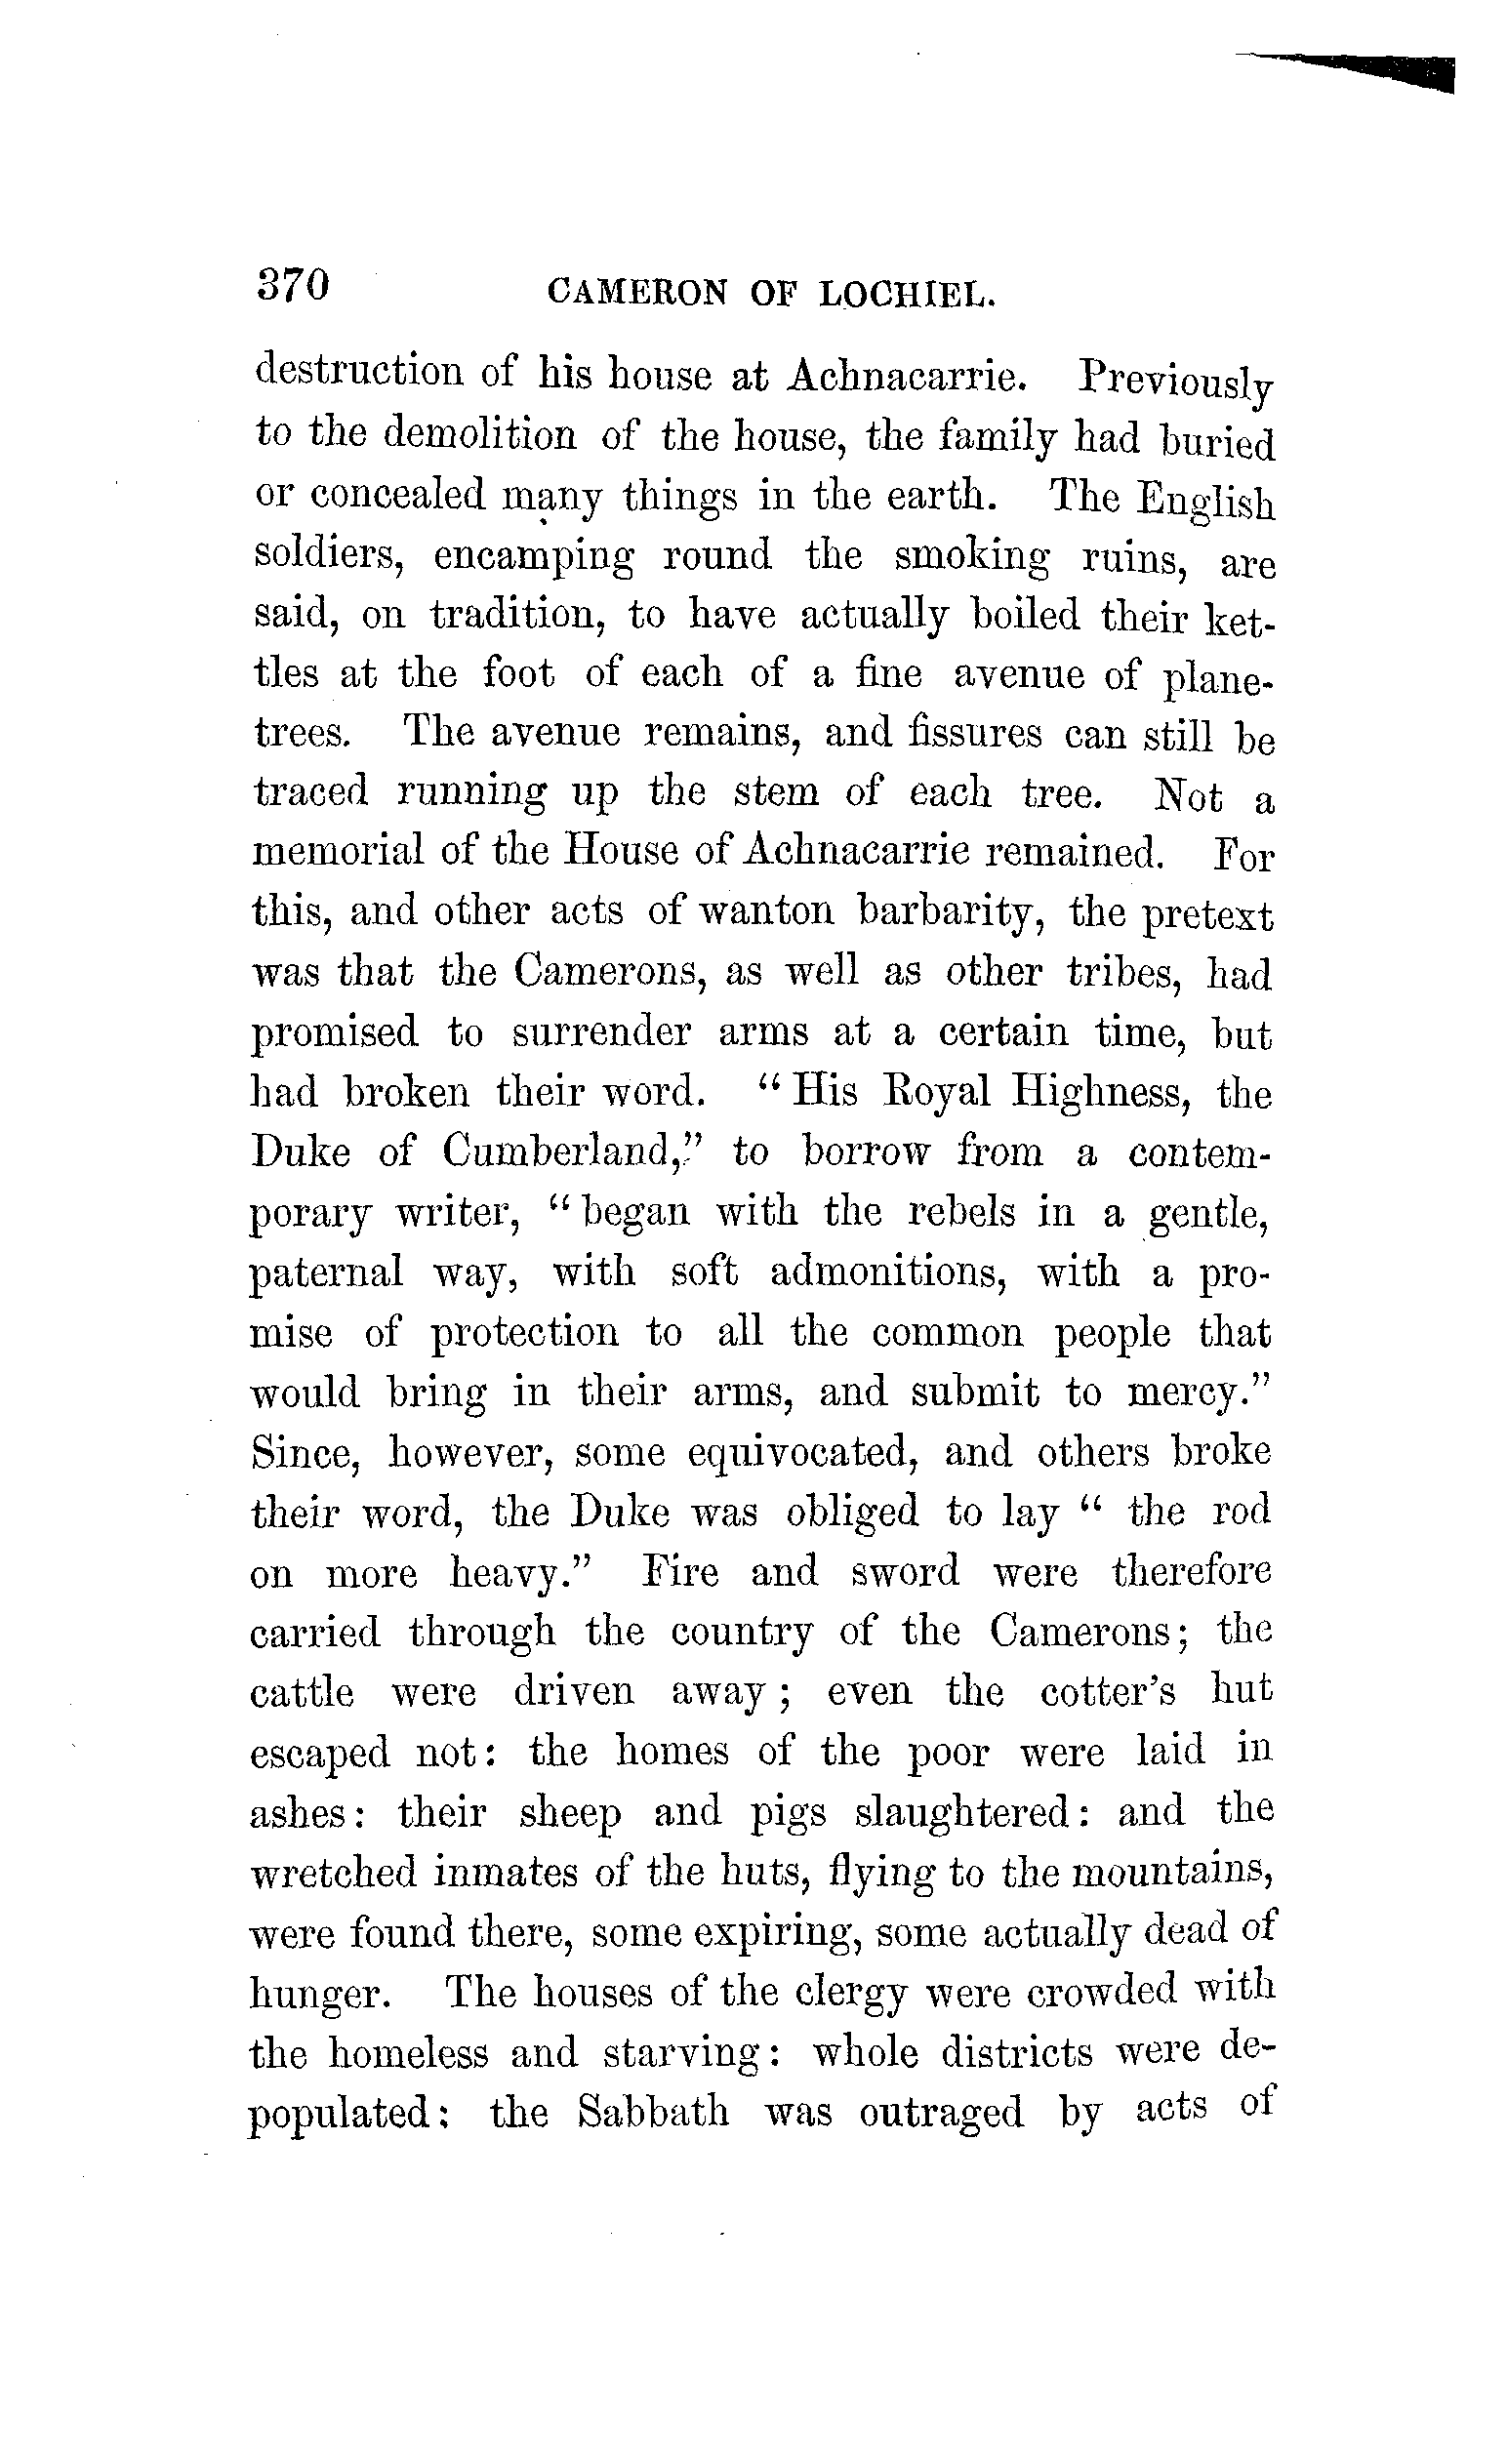 370 CAMERON OF LOCHIEL.
destruction of his house at Achnacarrie. Previously
to the demolition of the house, the family had buried
or concealed many things in the earth. The English
soldiers, encamping round the smoking ruins, are
said, on tradition, to have actually boiled their ket-
tles at the foot of each of a fine avenue of plane-
trees. The avenue remains, and fissures can still be
traced running up the stem of each tree. Not a
memorial of the House of Achnacarrie remained. For
this, and other acts of wanton barbarity, the pretext
was that the Camerons, as well as other tribes, had
promised to surrender arms at a certain time, but
had broken their word. “His Royal Highness, the
Duke of Cumberland,” to borrow from a contem-
porary writer, “began with the rebels in a gentle,
paternal way, with soft admonitions, with a pro-
mise of protection to all the common people that
would bring in their arms, and submit to mercy.”
Since, however, some equivocated, and others broke
their word, the Duke was obliged to lay “ the rod
on more heavy.” Fire and sword were therefore
carried through the country of the Camerons; the
cattle were driven away; even the cotter's hut
escaped not: the homes of the poor were laid in
ashes: their sheep and pigs slaughtered: and the
wretched inmates of the huts, flying to the mountains,
were found there, some expiring, some actually dead of
hunger. The houses of the clergy were crowded with
the homeless and starving: whole districts were de-
populated: the Sabbath was outraged by acts of